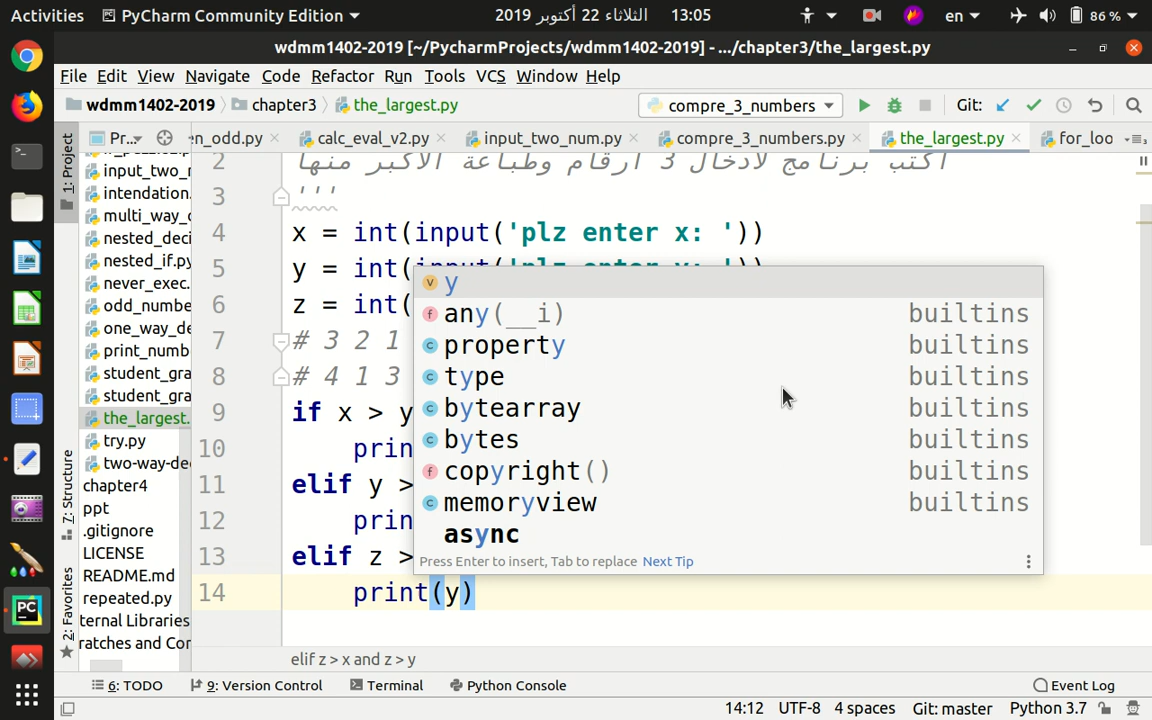 Activities PyCharm Community Edition الثلاثاء 22 أكتوبر 2019 13:05 en 86 %
wdmm1402-2019 [~/PycharmProjects/wdmm1402-2019] - .../chapter3/the_largest.py
File Edit View Navigate Code Refactor Run Tools VCS Window Help
wdmm1402-2019 chapter3 the_largest.py compre_3_numbers Git:
1: Project Pr... en_odd.py calc_eval_v2.py input_two_num.py compre_3_numbers.py the_largest.py for_loo
input_two_r
intendation.
multi_way_c
nested_deci
nested_if.py
never_exec.
odd_numbe
one_way_de
print_numb
student_gra
student_gra
the_largest.
try.py
two-way-de
chapter4
ppt
.gitignore
LICENSE
README.md
repeated.py
ternal Libraries
ratches and Cor
7: Structure
2: Favorites
2 اكتب برنامج لادخال 3 ارقام وطباعة الاكبر منها
3 '''
4 x = int(input('plz enter x: '))
5 y = int(
6 z = int(
7 # 3 2 1
8 # 4 1 3
9 if x > y
10 prin
11 elif y >
12 prin
13 elif z >
14 print(y)
y
any(__i) builtins
property builtins
type builtins
bytearray builtins
bytes builtins
copyright() builtins
memoryview builtins
async
Press Enter to insert, Tab to replace Next Tip
elif z > x and z > y
6: TODO 9: Version Control Terminal Python Console Event Log
14:12 UTF-8 4 spaces Git: master Python 3.7